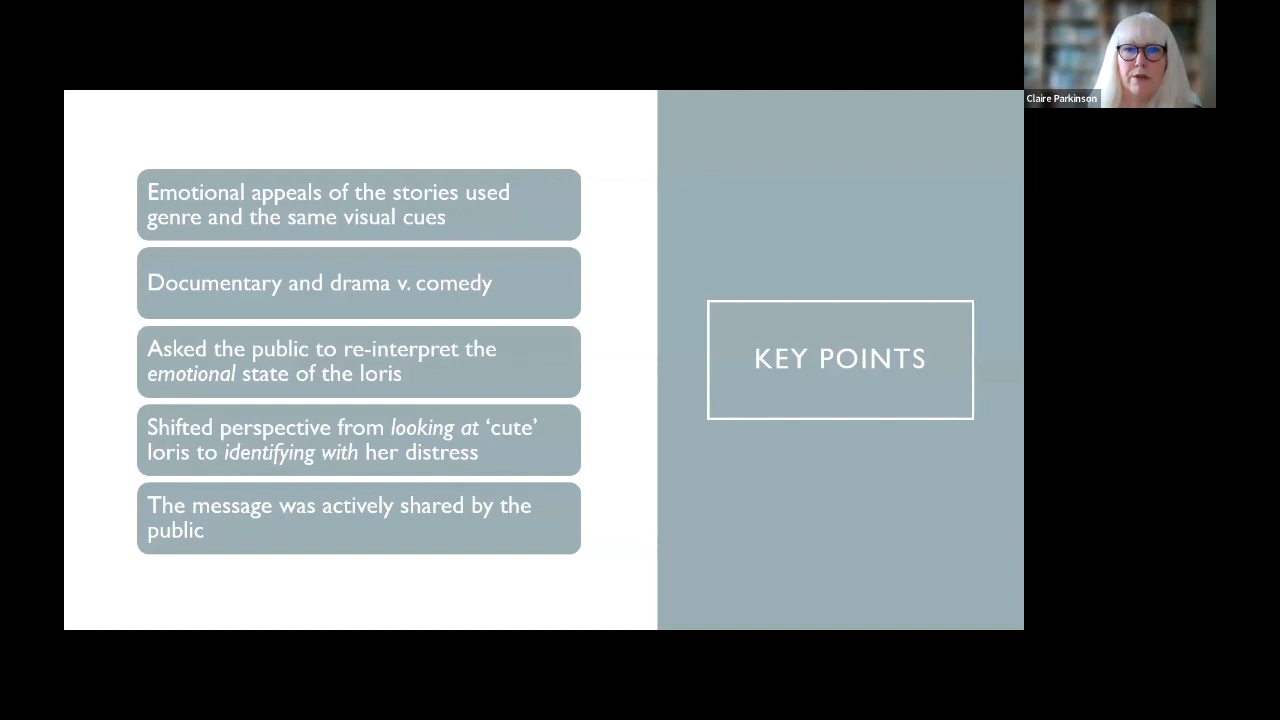 Claire Parkinson
Emotional appeals of the stories used
genre and the same visual cues
Documentary and drama v. comedy
Asked the public to re-interpret the
emotional state of the loris
Shifted perspective from looking at ‘cute’
loris to identifying with her distress
The message was actively shared by the
public
KEY POINTS